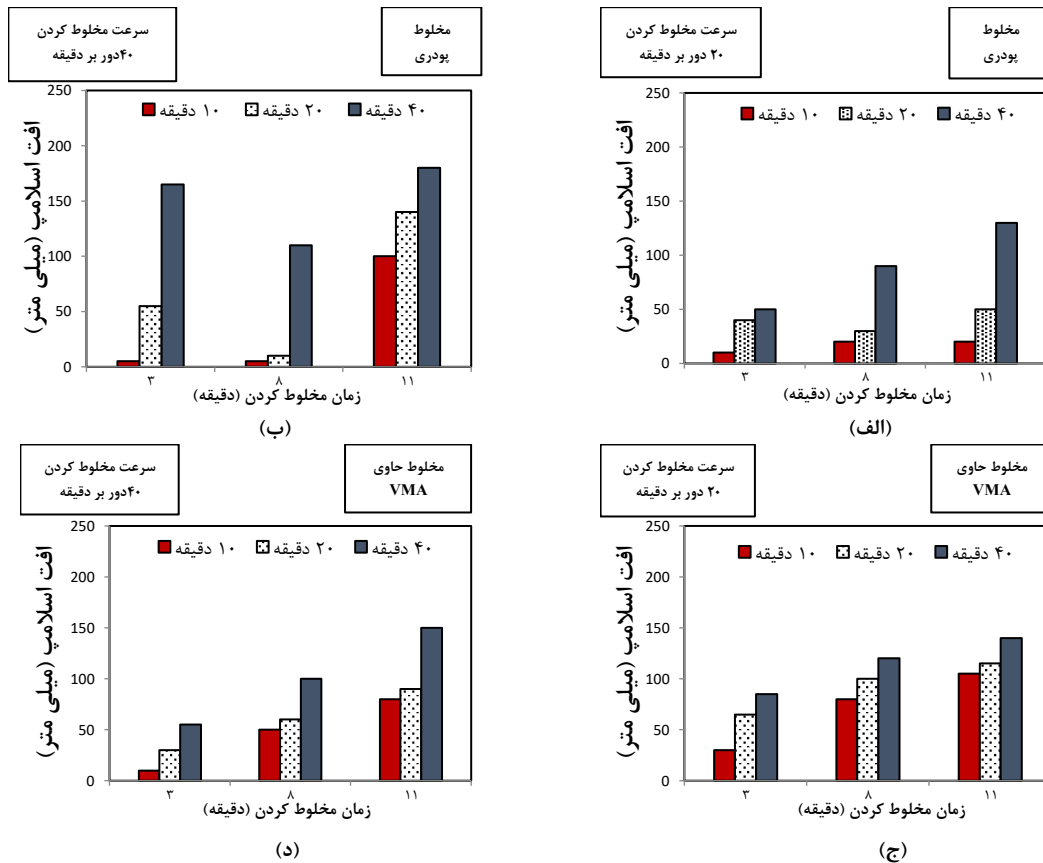 مخلوط
پودری
سرعت مخلوط کردن
۲۰ دور بر دقیقه
۱۰ دقیقه
۲۰ دقیقه
۴۰ دقیقه
افت اسلامپ (میلی متر)
250
200
150
100
50
0
۳
۸
۱۱
زمان مخلوط کردن (دقیقه)
(الف)
مخلوط
پودری
سرعت مخلوط کردن
۴۰دور بر دقیقه
۱۰ دقیقه
۲۰ دقیقه
۴۰ دقیقه
افت اسلامپ (میلی متر)
250
200
150
100
50
0
۳
۸
۱۱
زمان مخلوط کردن (دقیقه)
(ب)
مخلوط حاوی
VMA
سرعت مخلوط کردن
۲۰ دور بر دقیقه
۱۰ دقیقه
۲۰ دقیقه
۴۰ دقیقه
افت اسلامپ (میلی متر)
250
200
150
100
50
0
۳
۸
۱۱
زمان مخلوط کردن (دقیقه)
(ج)
مخلوط حاوی
VMA
سرعت مخلوط کردن
۴۰دور بر دقیقه
۱۰ دقیقه
۲۰ دقیقه
۴۰ دقیقه
افت اسلامپ (میلی متر)
250
200
150
100
50
0
۳
۸
۱۱
زمان مخلوط کردن (دقیقه)
(د)